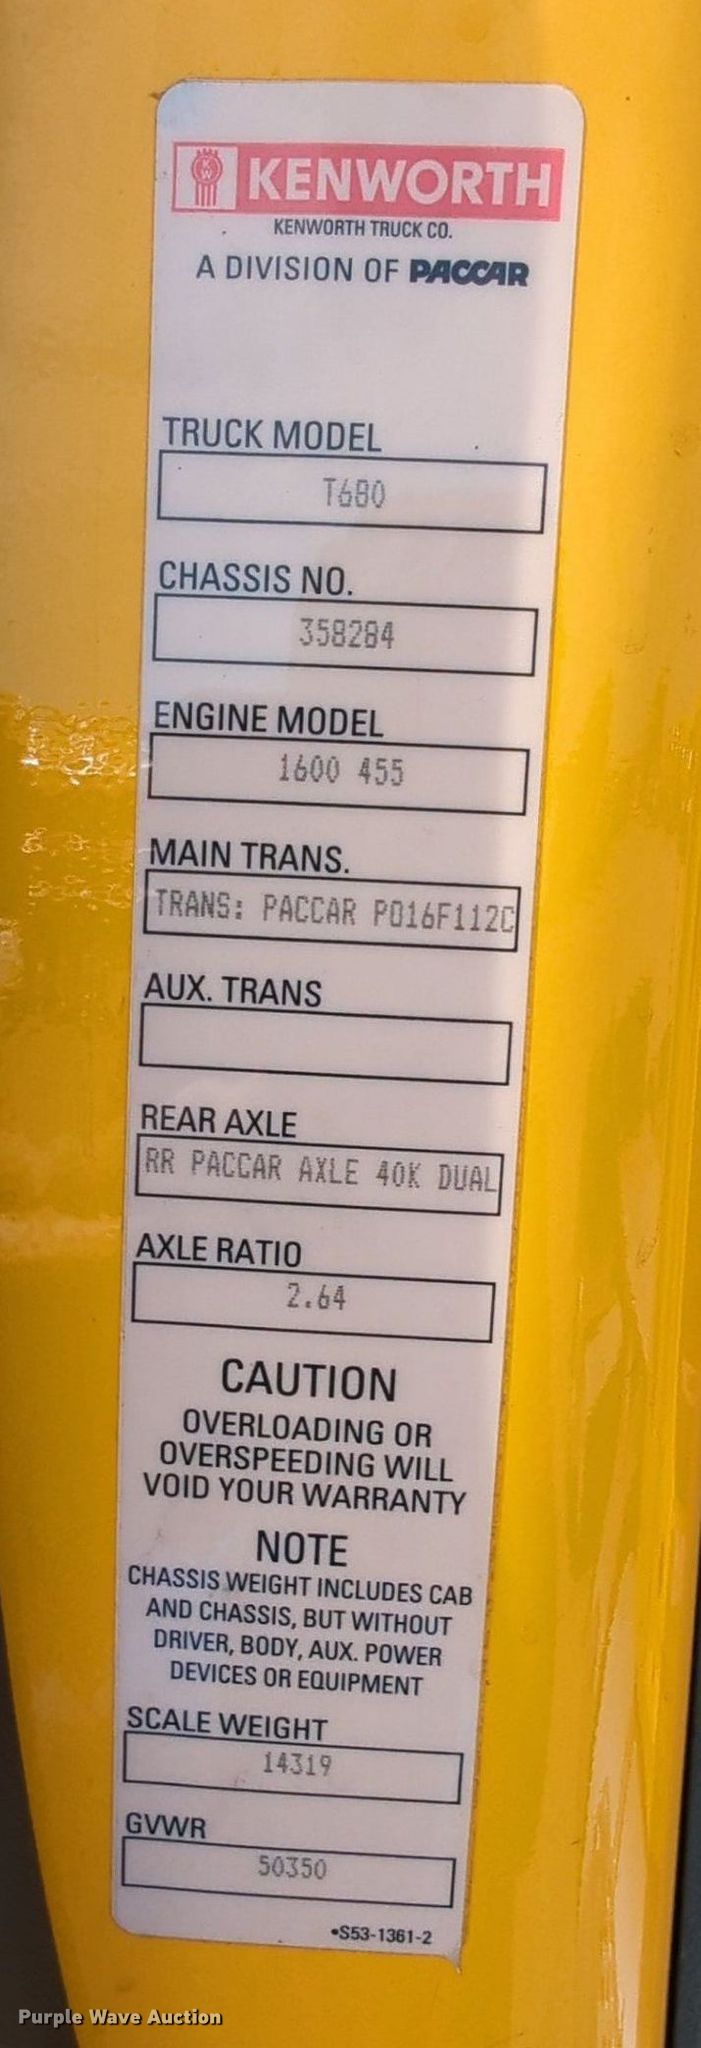 KW KENWORTH
KENWORTH TRUCK CO.
A DIVISION OF PACCAR
TRUCK MODEL
T680
CHASSIS NO.
358284
ENGINE MODEL
1600 455
MAIN TRANS.
TRANS: PACCAR PO16F112C
AUX. TRANS
REAR AXLE
RR PACCAR AXLE 40K DUAL
AXLE RATIO
2.64
CAUTION
OVERLOADING OR
OVERSPEEDING WILL
VOID YOUR WARRANTY
NOTE
CHASSIS WEIGHT INCLUDES CAB
AND CHASSIS, BUT WITHOUT
DRIVER, BODY, AUX. POWER
DEVICES OR EQUIPMENT
SCALE WEIGHT
14319
GVWR
50350
•S53-1361-2
Purple Wave Auction